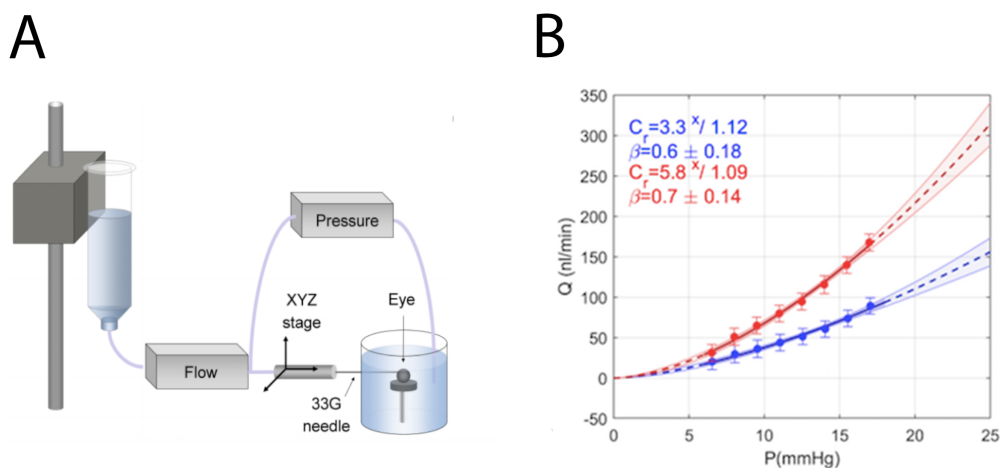 A
Pressure
XYZ
stage
Eye
Flow
33G
needle
B
350
300
250
200
150
100
50
0
-50
Q (nl/min)
C_r=3.3 ^x/ 1.12
β=0.6 ± 0.18
C_r=5.8 ^x/ 1.09
β=0.7 ± 0.14
0 5 10 15 20 25
P(mmHg)